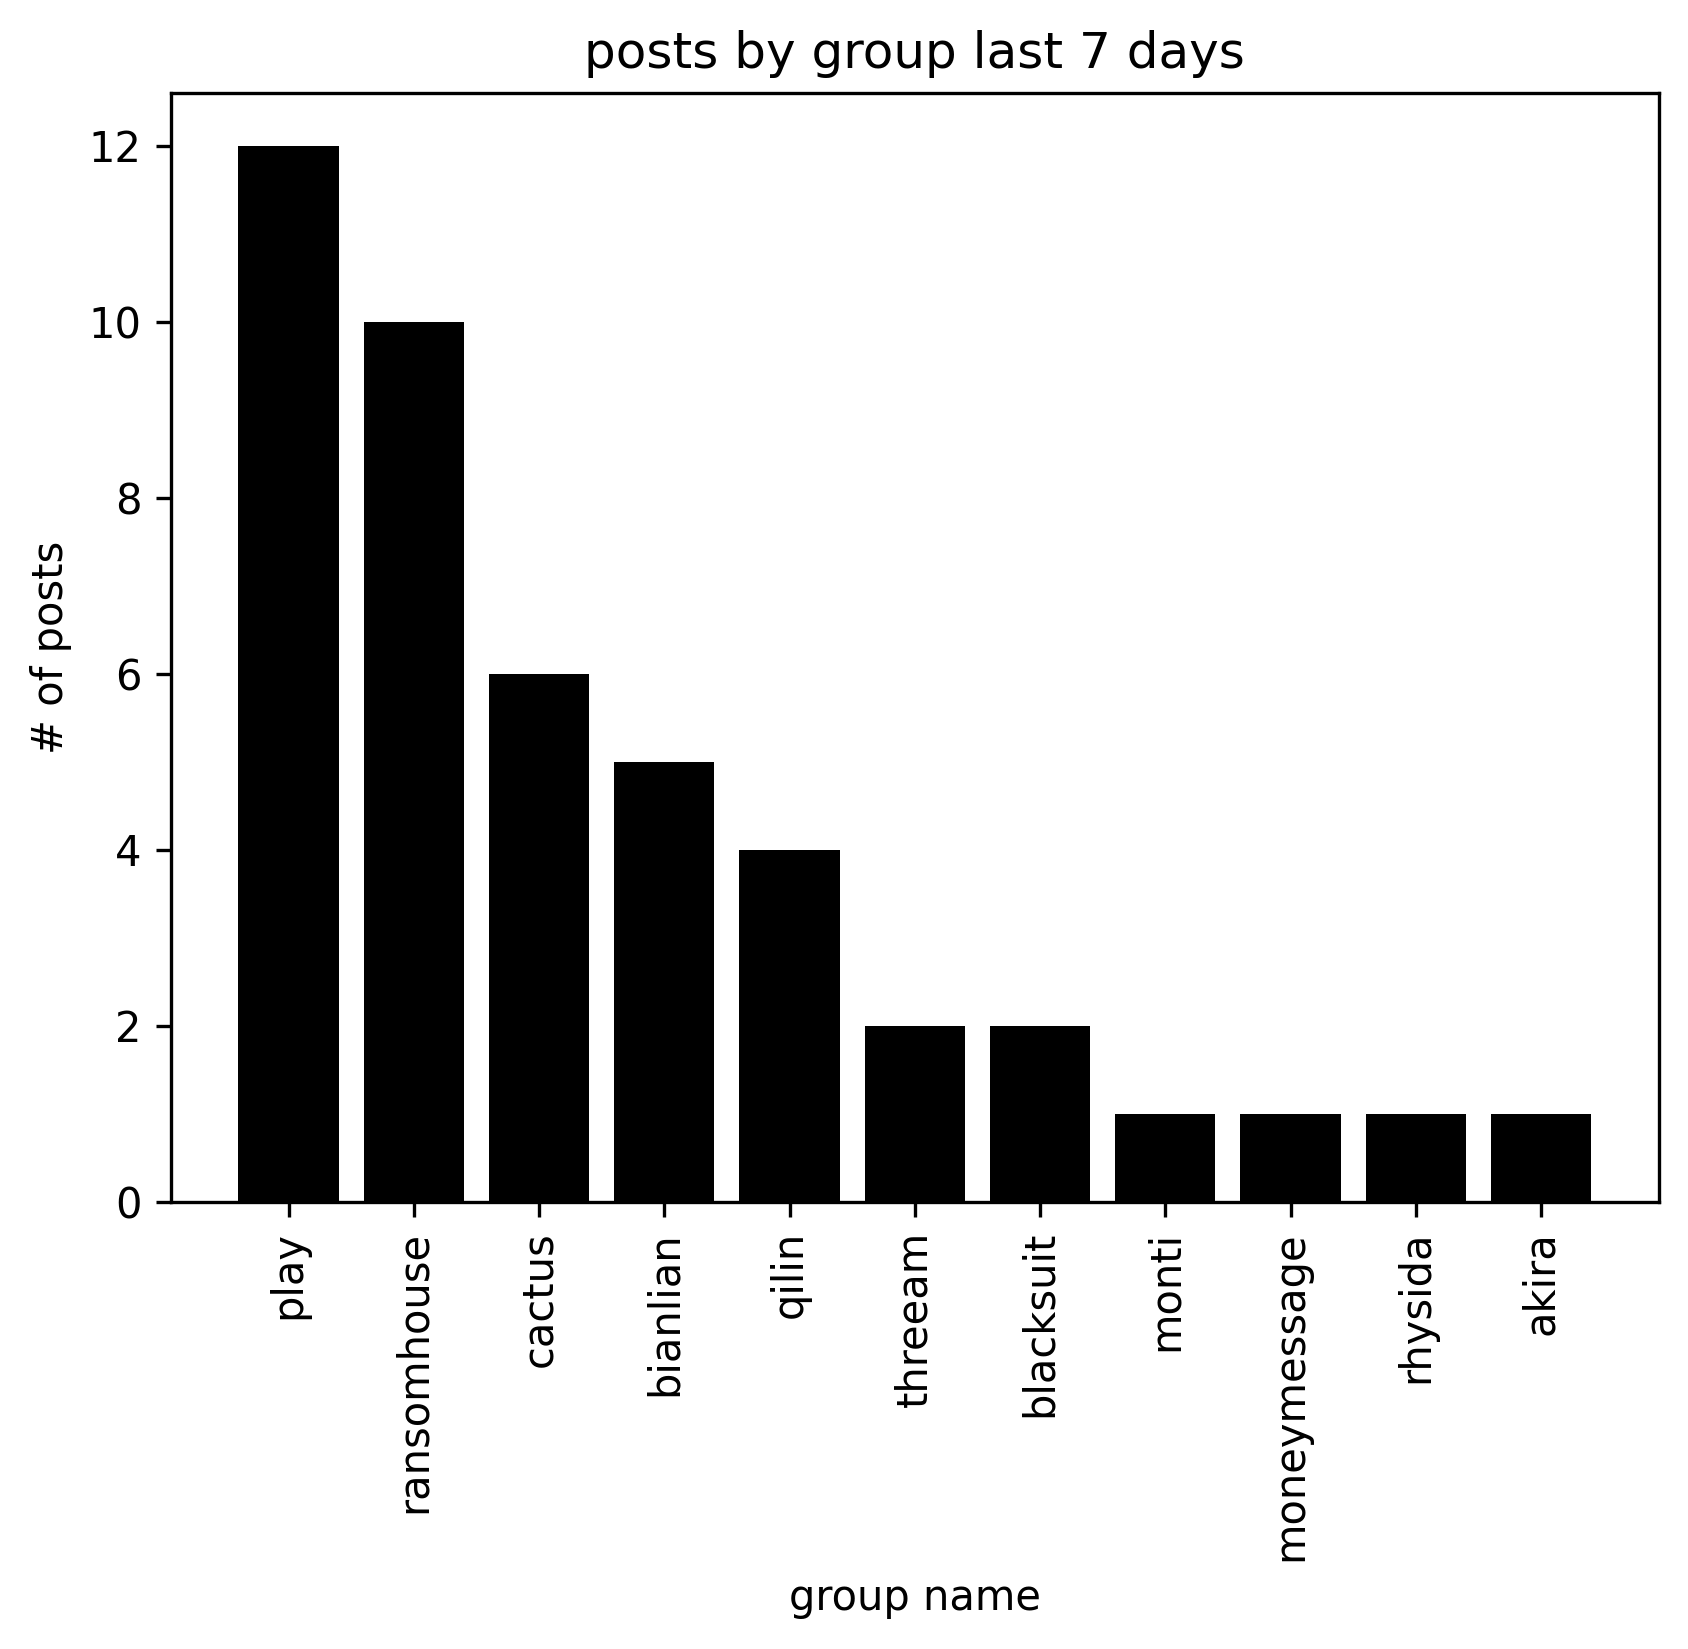 posts by group last 7 days
12
10
8
6
4
2
0
# of posts
play
ransomhouse
cactus
bianlian
qilin
threeam
blacksuit
monti
moneymessage
rhysida
akira
group name